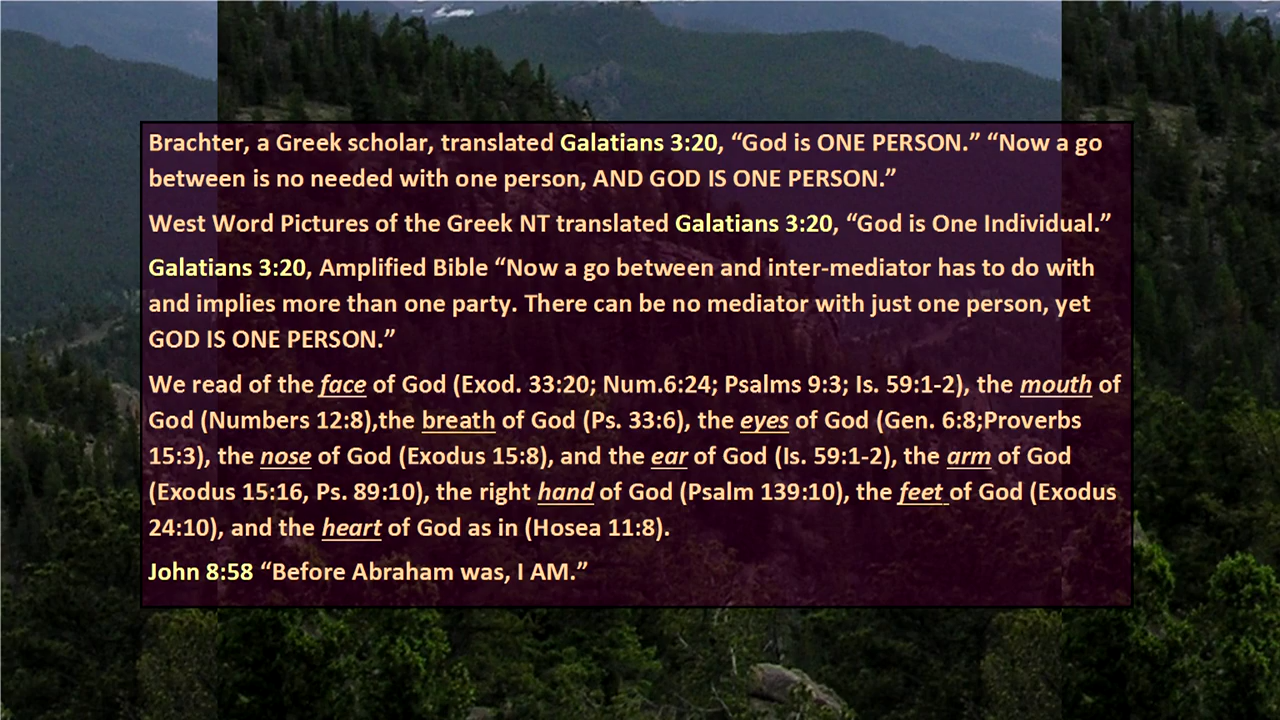 Brachter, a Greek scholar, translated Galatians 3:20, “God is ONE PERSON.” “Now a go
between is no needed with one person, AND GOD IS ONE PERSON.”
West Word Pictures of the Greek NT translated Galatians 3:20, “God is One Individual.”
Galatians 3:20, Amplified Bible “Now a go between and inter-mediator has to do with
and implies more than one party. There can be no mediator with just one person, yet
GOD IS ONE PERSON.”
We read of the face of God (Exod. 33:20; Num.6:24; Psalms 9:3; Is. 59:1-2), the mouth of
God (Numbers 12:8),the breath of God (Ps. 33:6), the eyes of God (Gen. 6:8;Proverbs
15:3), the nose of God (Exodus 15:8), and the ear of God (Is. 59:1-2), the arm of God
(Exodus 15:16, Ps. 89:10), the right hand of God (Psalm 139:10), the feet of God (Exodus
24:10), and the heart of God as in (Hosea 11:8).
John 8:58 “Before Abraham was, I AM.”